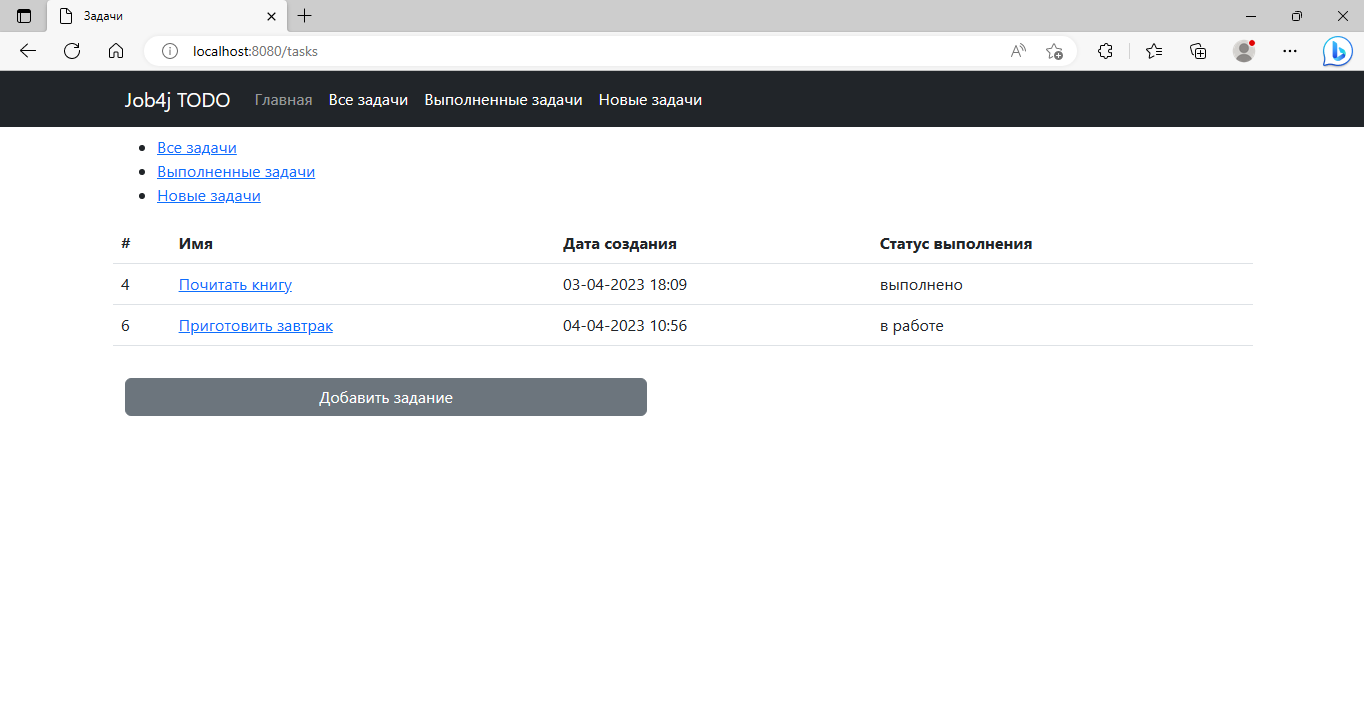 Задачи
localhost:8080/tasks
Job4j TODO Главная Все задачи Выполненные задачи Новые задачи
Все задачи
Выполненные задачи
Новые задачи
# Имя Дата создания Статус выполнения
4 Почитать книгу 03-04-2023 18:09 выполнено
6 Приготовить завтрак 04-04-2023 10:56 в работе
Добавить задание